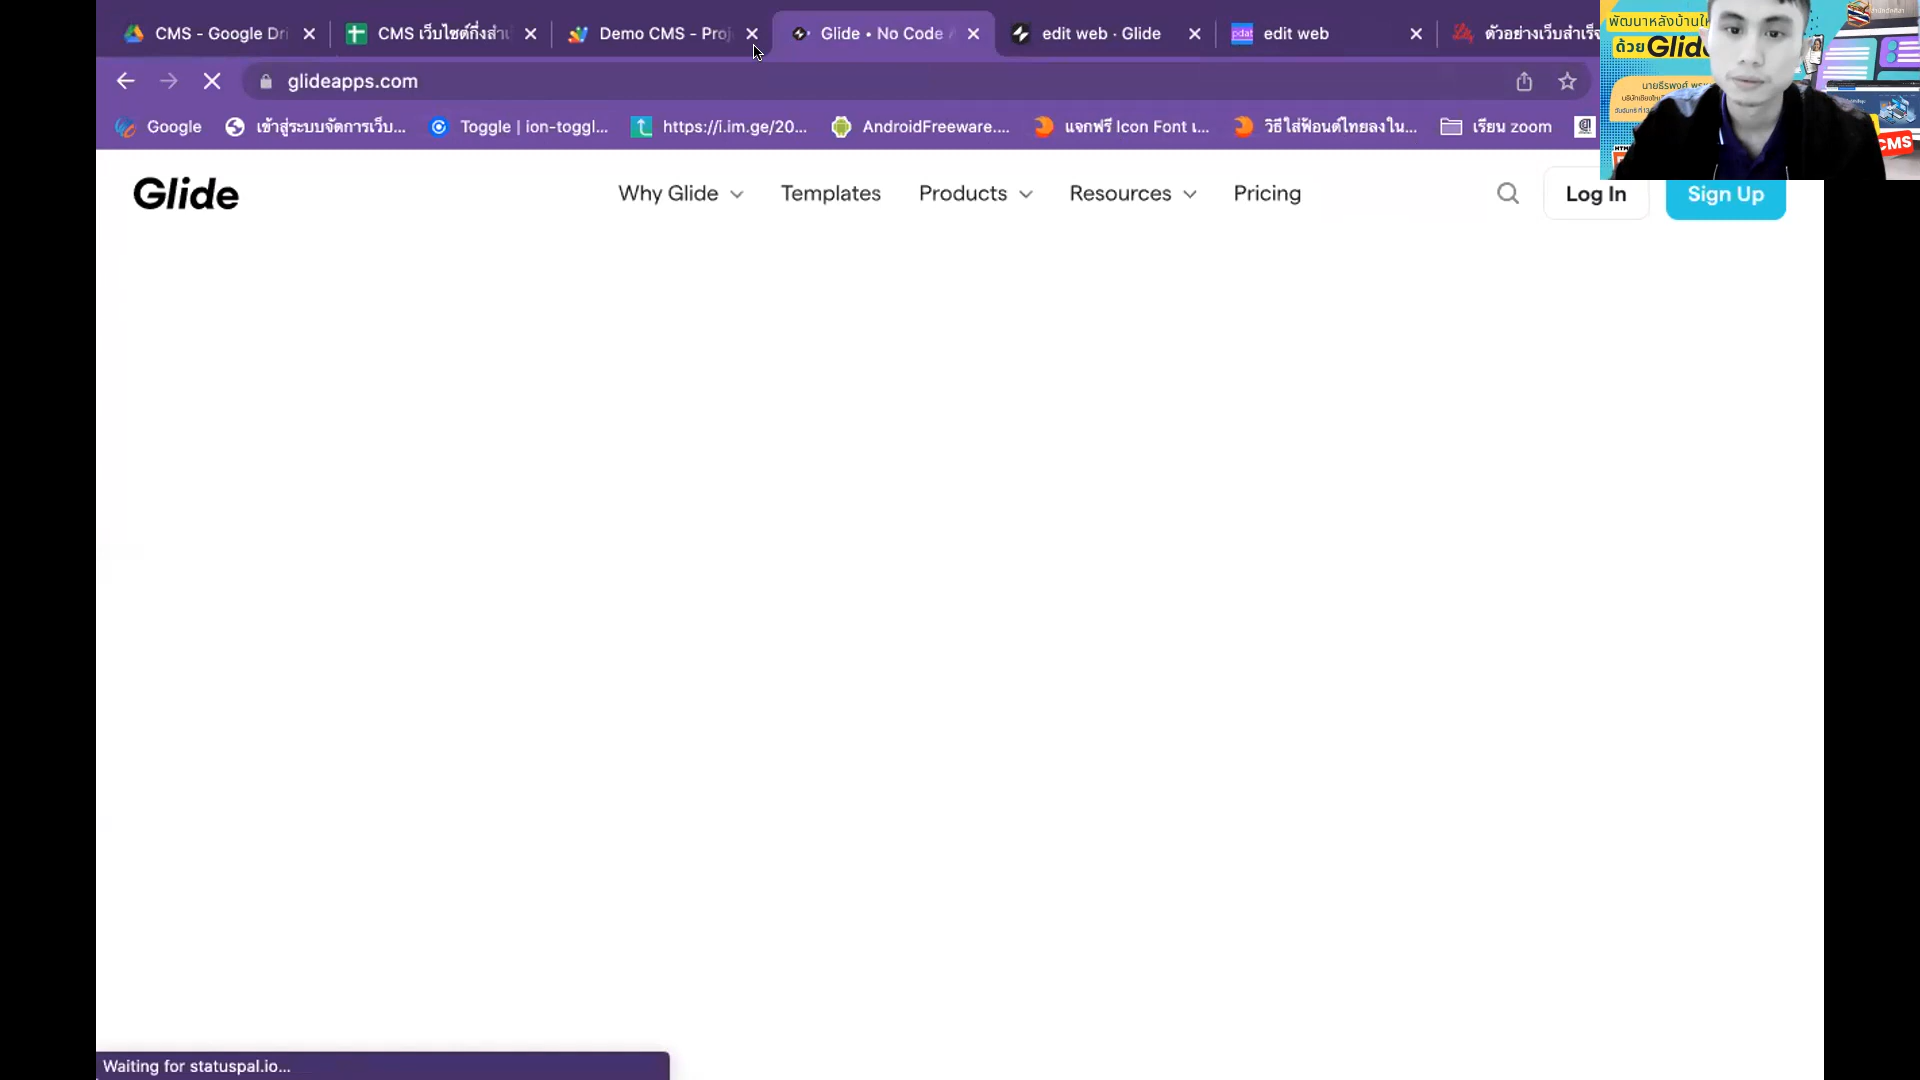 CMS - Google Dri
CMS เว็บไซต์กึ่งสำเ
Demo CMS - Proj
Glide • No Code
edit web · Glide
edit web
pdat
ตัวอย่างเว็บสำเร็จ
glideapps.com
Google
เข้าสู่ระบบจัดการเว็บ...
Toggle | ion-toggl...
https://i.im.ge/20...
AndroidFreeware....
แจกฟรี Icon Font เ...
วิธีใส่ฟ้อนต์ไทยลงใน...
เรียน zoom
พัฒนาหลังบ้านให
ด้วยGlide
CMS
Glide
Why Glide
Templates
Products
Resources
Pricing
Log In
Sign Up
Waiting for statuspal.io...